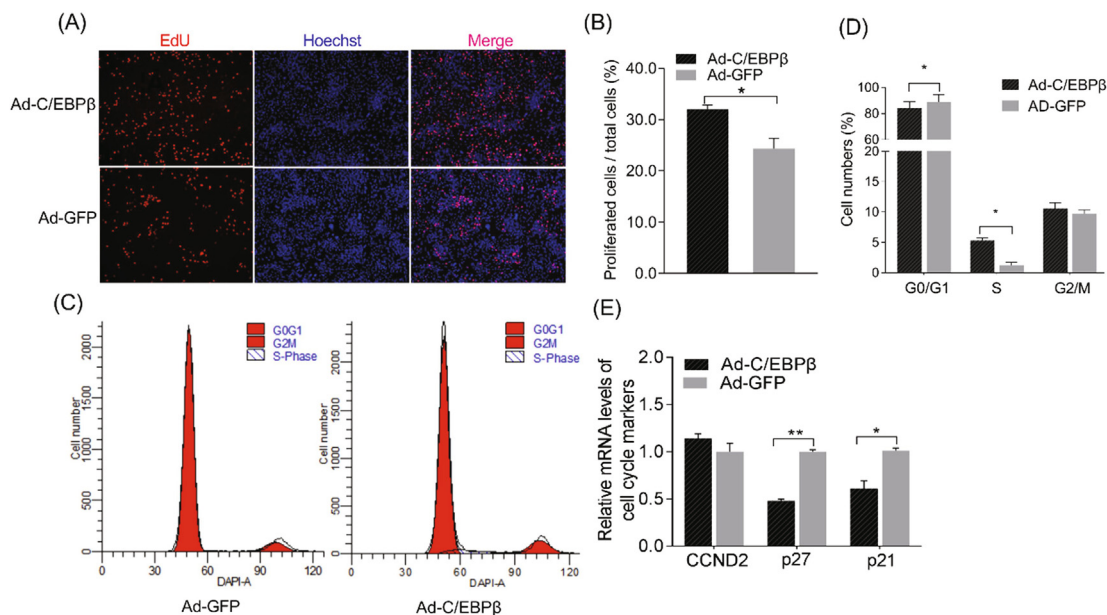 (A)
EdU
Hoechst
Merge
Ad-C/EBPβ
Ad-GFP
(B)
Proliferated cells / total cells (%)
40.0
30.0
20.0
10.0
0.0
Ad-C/EBPβ
Ad-GFP
*
(C)
Cell number
0
500
1000
1500
2000
G0G1
G2M
S-Phase
0
30
60
90
120
DAPI-A
Ad-GFP
Cell number
0
500
1000
1500
2000
G0G1
G2M
S-Phase
0
30
60
90
120
DAPI-A
Ad-C/EBPβ
(D)
Cell numbers (%)
100
80
60
20
15
10
5
0
*
*
Ad-C/EBPβ
AD-GFP
G0/G1
S
G2/M
(E)
Relative mRNA levels of
cell cycle markers
2.0
1.5
1.0
0.5
0.0
Ad-C/EBPβ
Ad-GFP
**
*
CCND2
p27
p21